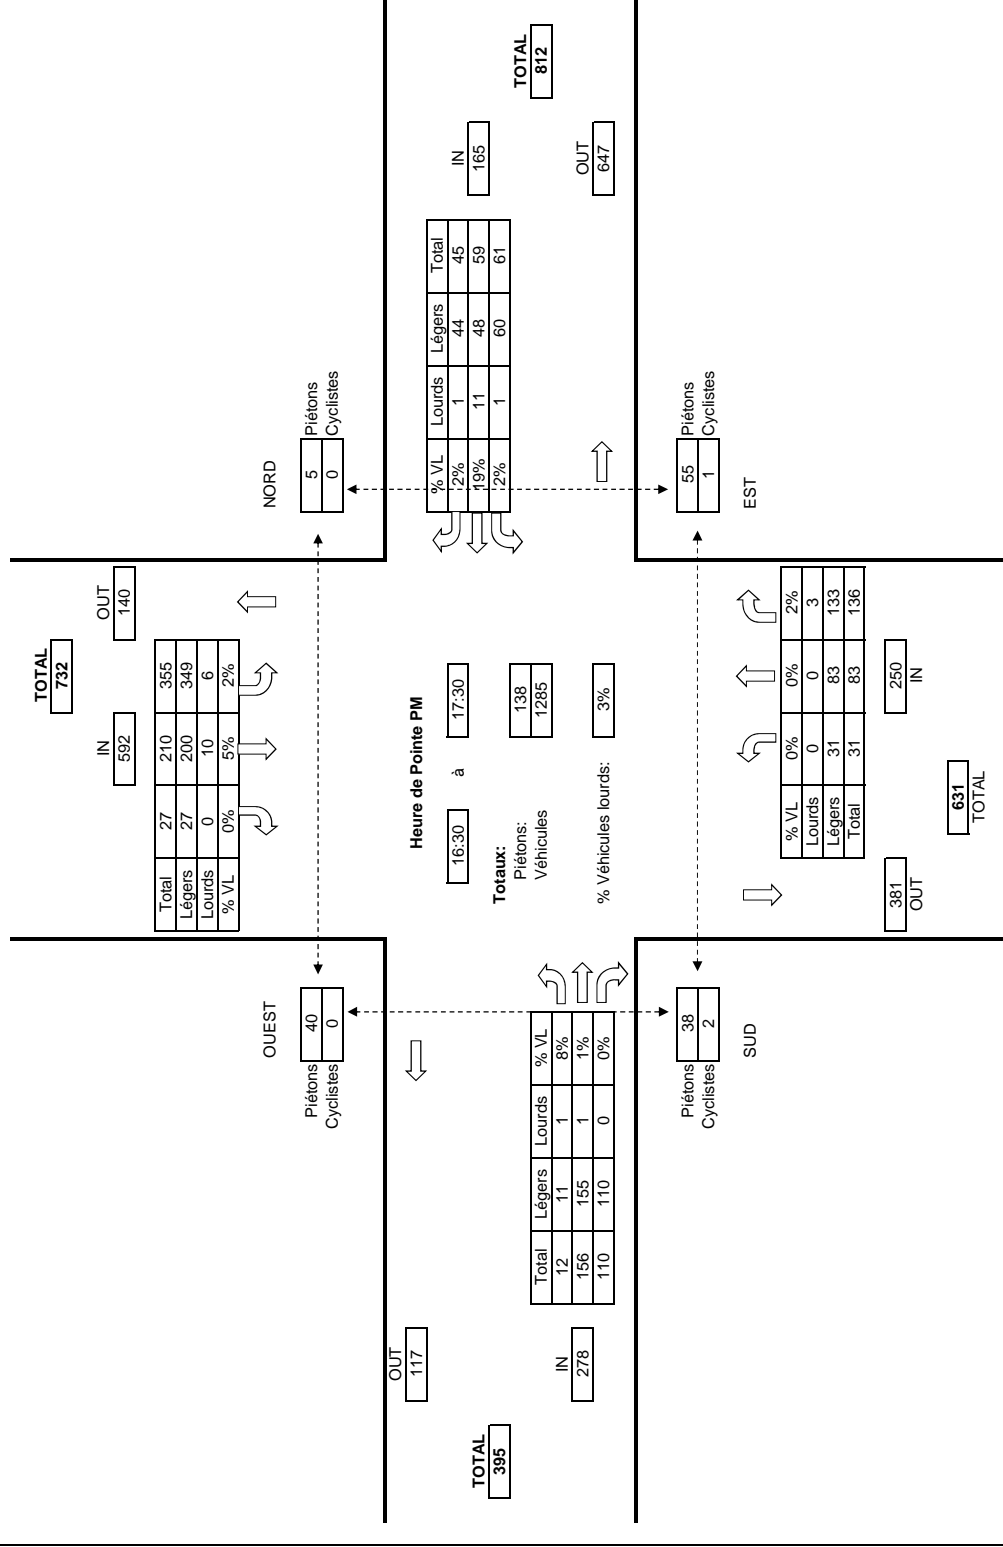 TOTAL
732
IN
592
OUT
140
Total 27 210 355
Légers 27 200 349
Lourds 0 10 6
% VL 0% 5% 2%
OUEST
Piétons 40
Cyclistes 0
NORD
5 Piétons
0 Cyclistes
OUT
117
TOTAL
395
IN
278
Total Légers Lourds % VL
12 11 1 8%
156 155 1 1%
110 110 0 0%
Heure de Pointe PM
16:30 à 17:30
Totaux:
Piétons: 138
Véhicules 1285
% Véhicules lourds: 3%
% VL Lourds Légers Total
2% 1 44 45
19% 11 48 59
2% 1 60 61
IN
165
TOTAL
812
OUT
647
Piétons 38
Cyclistes 2
SUD
55 Piétons
1 Cyclistes
EST
% VL 0% 0% 2%
Lourds 0 0 3
Légers 31 83 133
Total 31 83 136
381
OUT
250
IN
631
TOTAL